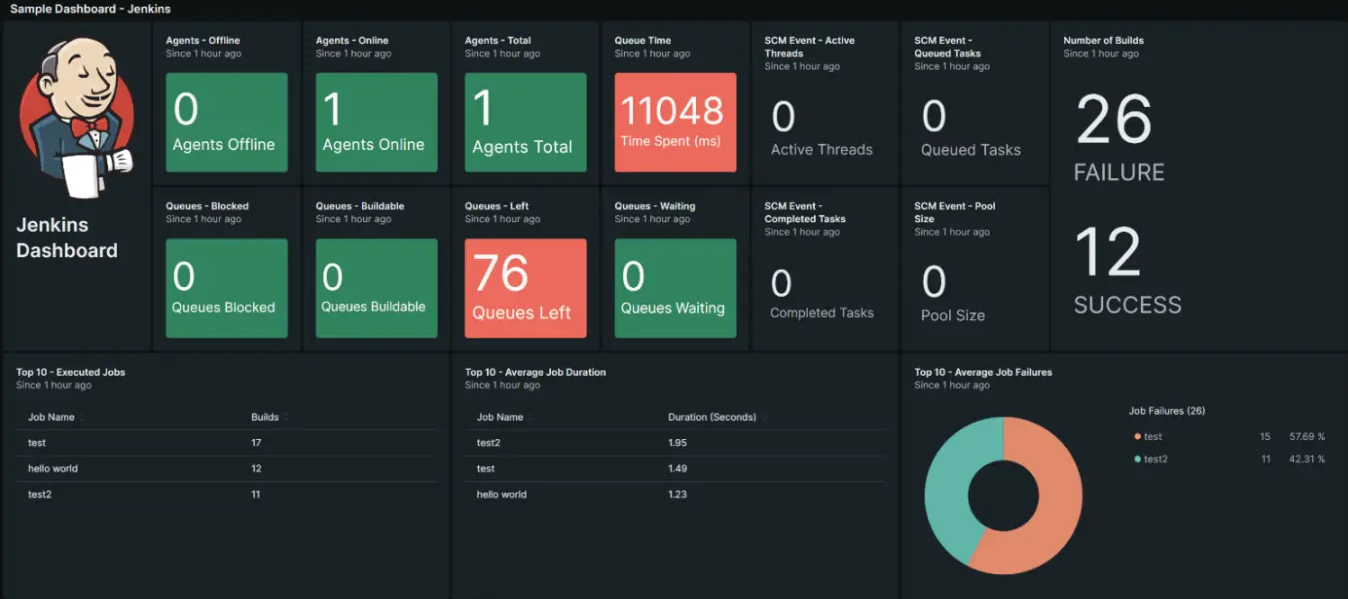 Sample Dashboard - Jenkins
Jenkins
Dashboard
Agents - Offline
Since 1 hour ago
0
Agents Offline
Agents - Online
Since 1 hour ago
1
Agents Online
Agents - Total
Since 1 hour ago
1
Agents Total
Queue Time
Since 1 hour ago
11048
Time Spent (ms)
SCM Event - Active
Threads
Since 1 hour ago
0
Active Threads
SCM Event -
Queued Tasks
Since 1 hour ago
0
Queued Tasks
Number of Builds
Since 1 hour ago
26
FAILURE
12
SUCCESS
Queues - Blocked
Since 1 hour ago
0
Queues Blocked
Queues - Buildable
Since 1 hour ago
0
Queues Buildable
Queues - Left
Since 1 hour ago
76
Queues Left
Queues - Waiting
Since 1 hour ago
0
Queues Waiting
SCM Event -
Completed Tasks
Since 1 hour ago
0
Completed Tasks
SCM Event - Pool
Size
Since 1 hour ago
0
Pool Size
Top 10 - Executed Jobs
Since 1 hour ago
Job Name Builds
test 17
hello world 12
test2 11
Top 10 - Average Job Duration
Since 1 hour ago
Job Name Duration (Seconds)
test2 1.95
test 1.49
hello world 1.23
Top 10 - Average Job Failures
Since 1 hour ago
Job Failures (26)
test 15 57.69 %
test2 11 42.31 %